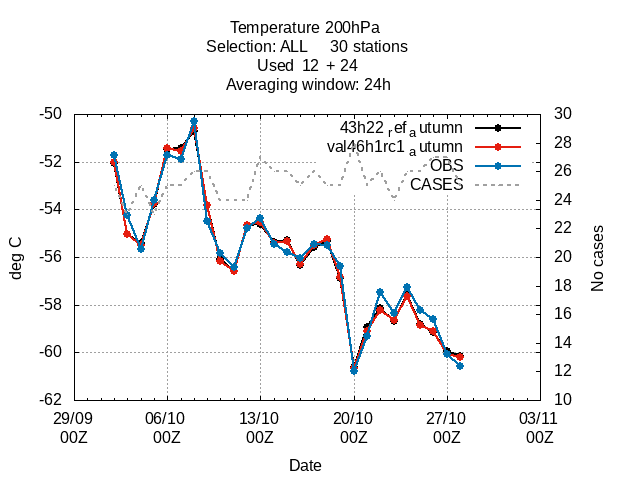 Temperature 200hPa
Selection: ALL 30 stations
Used 12 + 24
Averaging window: 24h
43h22 refautumn
val46h1rc1 autumn
OBS
CASES
deg C
-50
-52
-54
-56
-58
-60
-62
30
28
26
24
22
20
18
16
14
12
10
No cases
29/09 06/10 13/10 20/10 27/10 03/11
00Z 00Z 00Z 00Z 00Z 00Z
Date